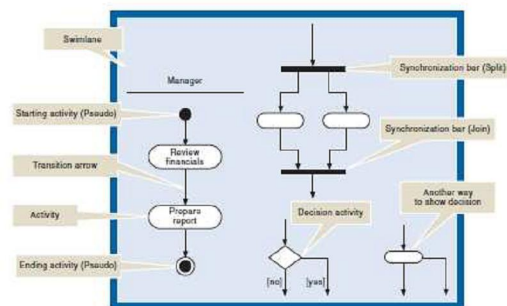 Swimlane
Manager
Starting activity (Pseudo)
Review
financials
Transition arrow
Activity
Prepare
report
Ending activity (Pseudo)
Synchronization bar (Split)
Synchronization bar (Join)
Decision activity
Another way
to show decision
[no]
[yes]